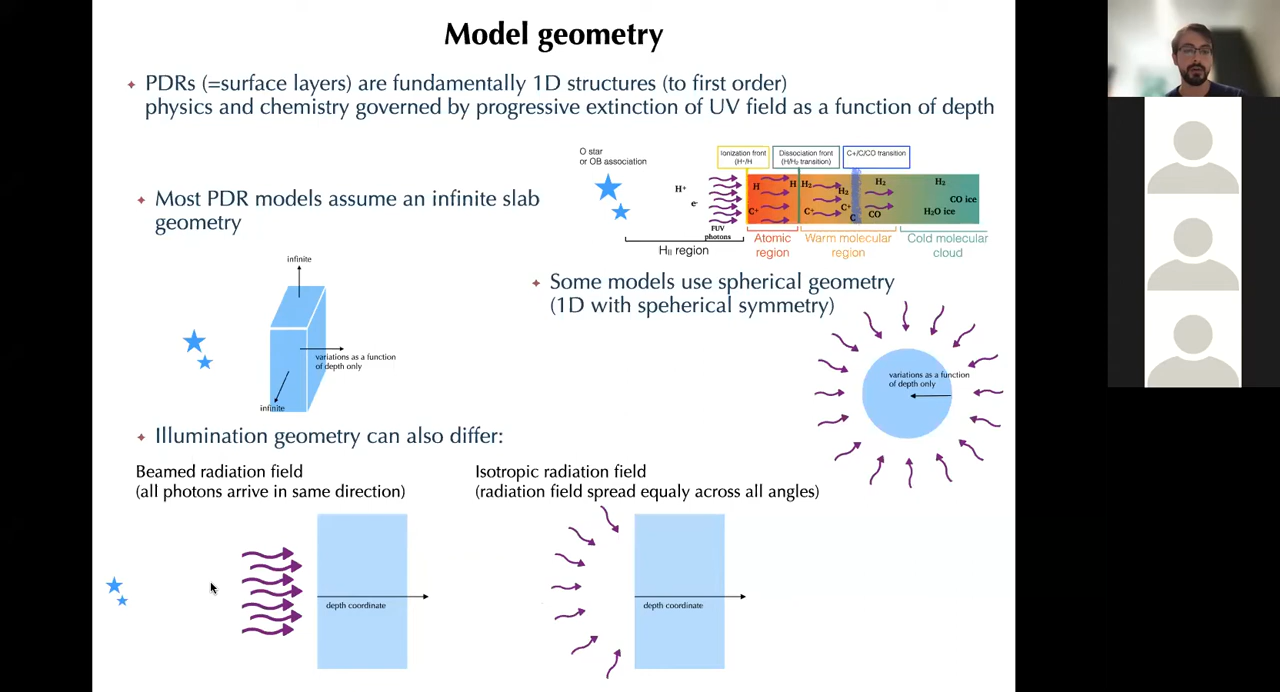 Model geometry
PDRs (=surface layers) are fundamentally 1D structures (to first order)
physics and chemistry governed by progressive extinction of UV field as a function of depth
Most PDR models assume an infinite slab
geometry
O star
or OB association
Ionization front
(H⁺/H
Dissociation front
(H/H₂ transition)
C+/C/CO transition
H⁺
e⁻
FUV
photons
H
C⁺
H
H₂
C⁺
H₂
C⁺
C
H₂
CO
H₂
CO ice
H₂O ice
HII region
Atomic
region
Warm molecular
region
Cold molecular
cloud
infinite
variations as a function
of depth only
infinite
Some models use spherical geometry
(1D with speherical symmetry)
variations as a function
of depth only
Illumination geometry can also differ:
Beamed radiation field
(all photons arrive in same direction)
depth coordinate
Isotropic radiation field
(radiation field spread equaly across all angles)
depth coordinate